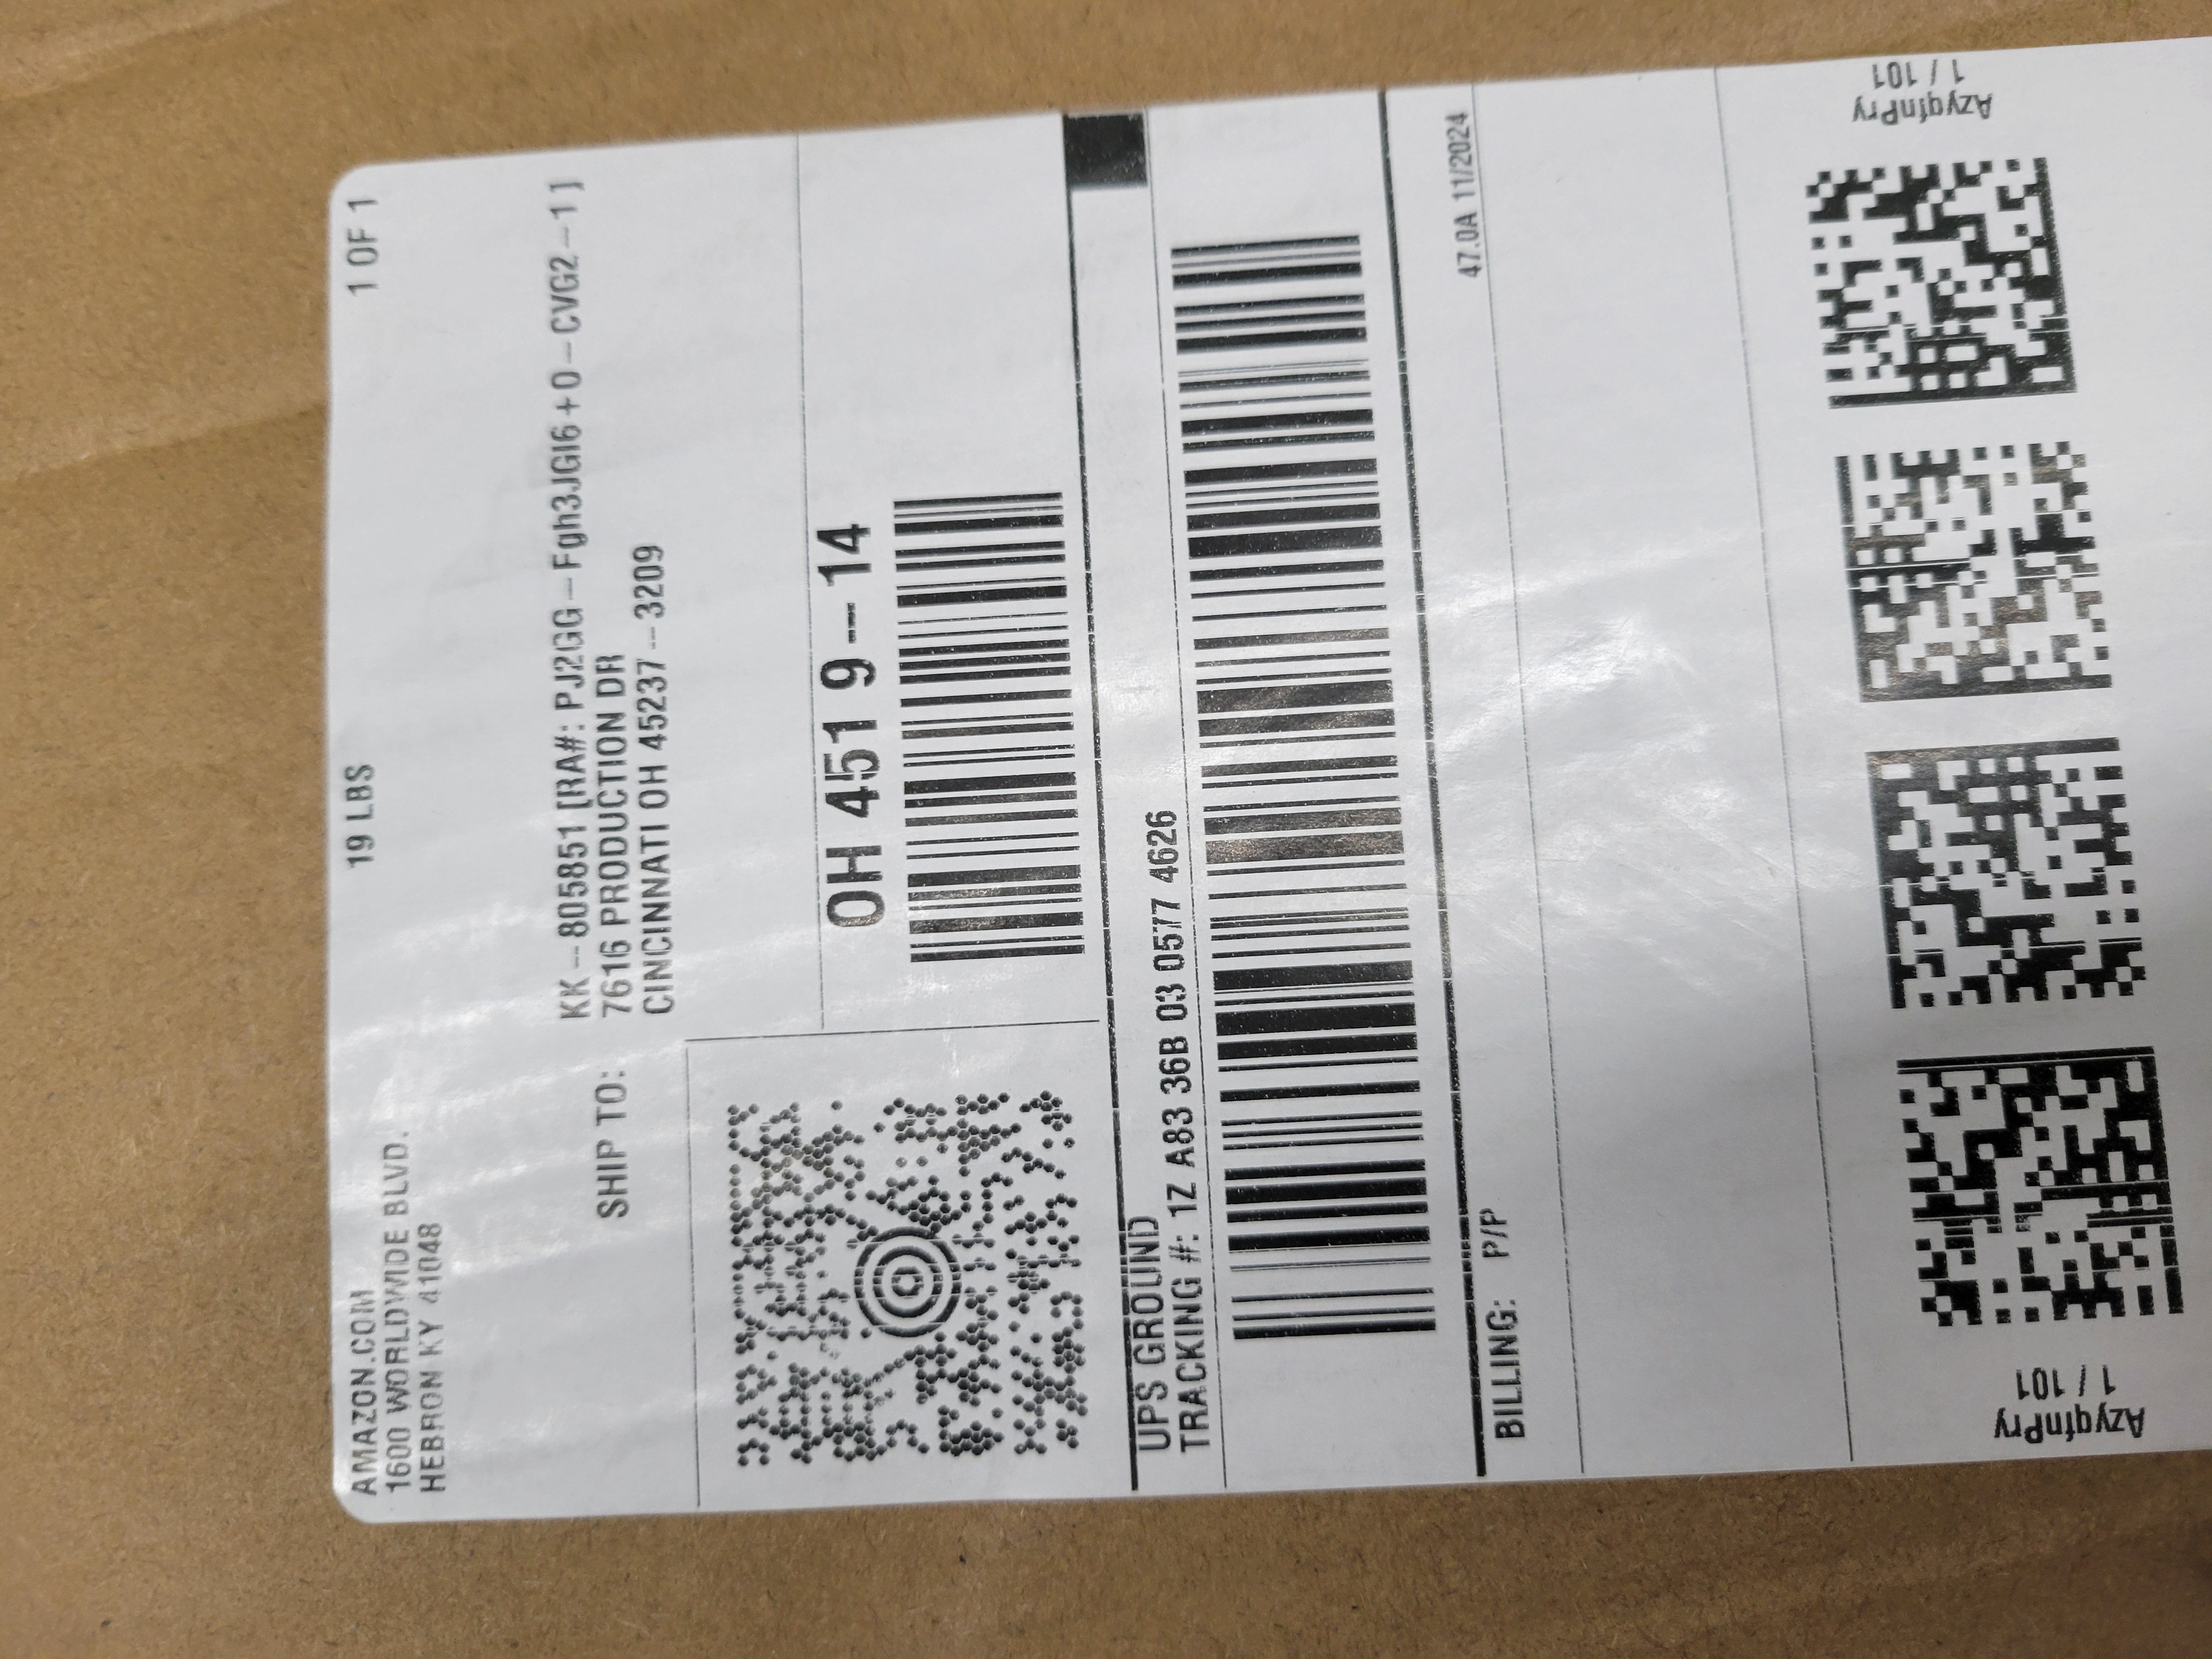 AMAZON.COM
1600 WORLDWIDE BLVD.
HEBRON KY 41048
19 LBS
1 OF 1
SHIP TO:
KK--805851 [RA#: PJ2GG-Fgh3JGI6+0-CVG2-1]
7616 PRODUCTION DR
CINCINNATI OH 45237--3209
OH 451 9--14
UPS GROUND
TRACKING #: 1Z A83 36B 03 0577 4626
BILLING: P/P
47.0A 11/2024
AzyqfnPry
1 / 101
AzyqfnPry
1 / 101